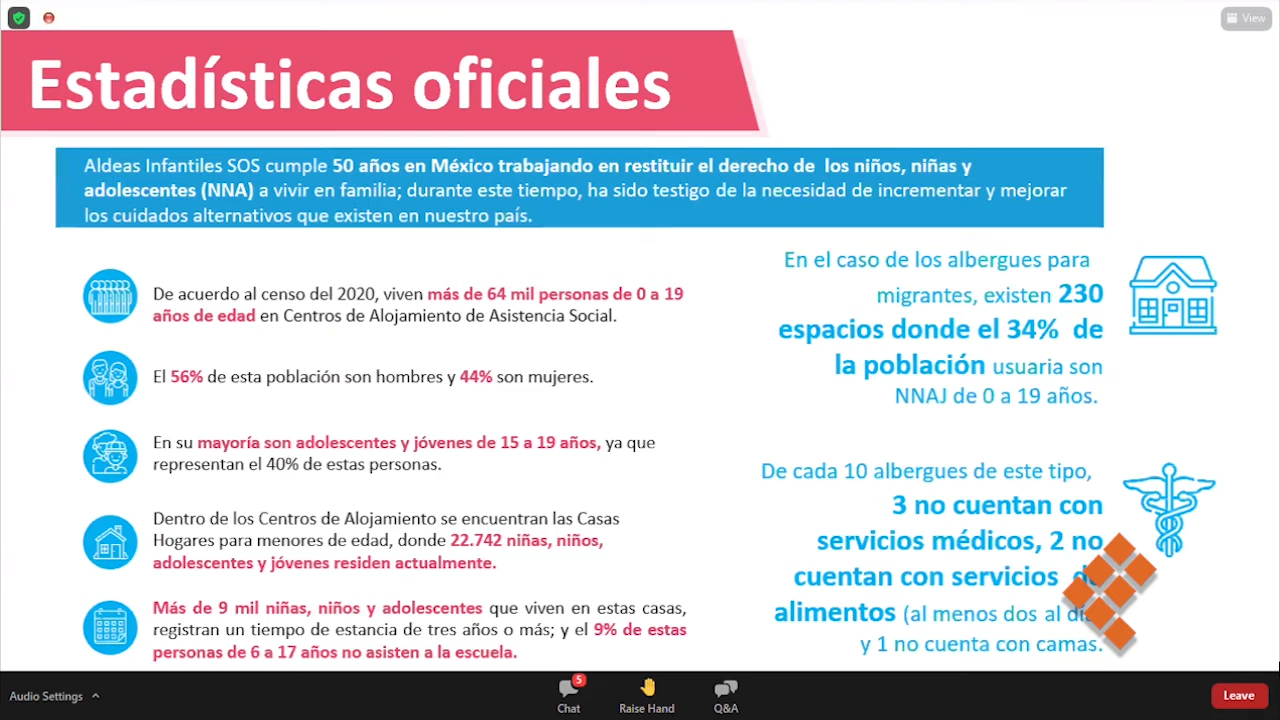 View
Estadísticas oficiales
Aldeas Infantiles SOS cumple 50 años en México trabajando en restituir el derecho de los niños, niñas y
adolescentes (NNA) a vivir en familia; durante este tiempo, ha sido testigo de la necesidad de incrementar y mejorar
los cuidados alternativos que existen en nuestro país.
De acuerdo al censo del 2020, viven más de 64 mil personas de 0 a 19
años de edad en Centros de Alojamiento de Asistencia Social.
El 56% de esta población son hombres y 44% son mujeres.
En su mayoría son adolescentes y jóvenes de 15 a 19 años, ya que
representan el 40% de estas personas.
Dentro de los Centros de Alojamiento se encuentran las Casas
Hogares para menores de edad, donde 22.742 niñas, niños,
adolescentes y jóvenes residen actualmente.
Más de 9 mil niñas, niños y adolescentes que viven en estas casas,
registran un tiempo de estancia de tres años o más; y el 9% de estas
personas de 6 a 17 años no asisten a la escuela.
En el caso de los albergues para
migrantes, existen 230
espacios donde el 34% de
la población usuaria son
NNAJ de 0 a 19 años.
De cada 10 albergues de este tipo,
3 no cuentan con
servicios médicos, 2 no
cuentan con servicios de
alimentos (al menos dos al día
y 1 no cuenta con camas.
Audio Settings
5
Chat
Raise Hand
Q&A
Leave